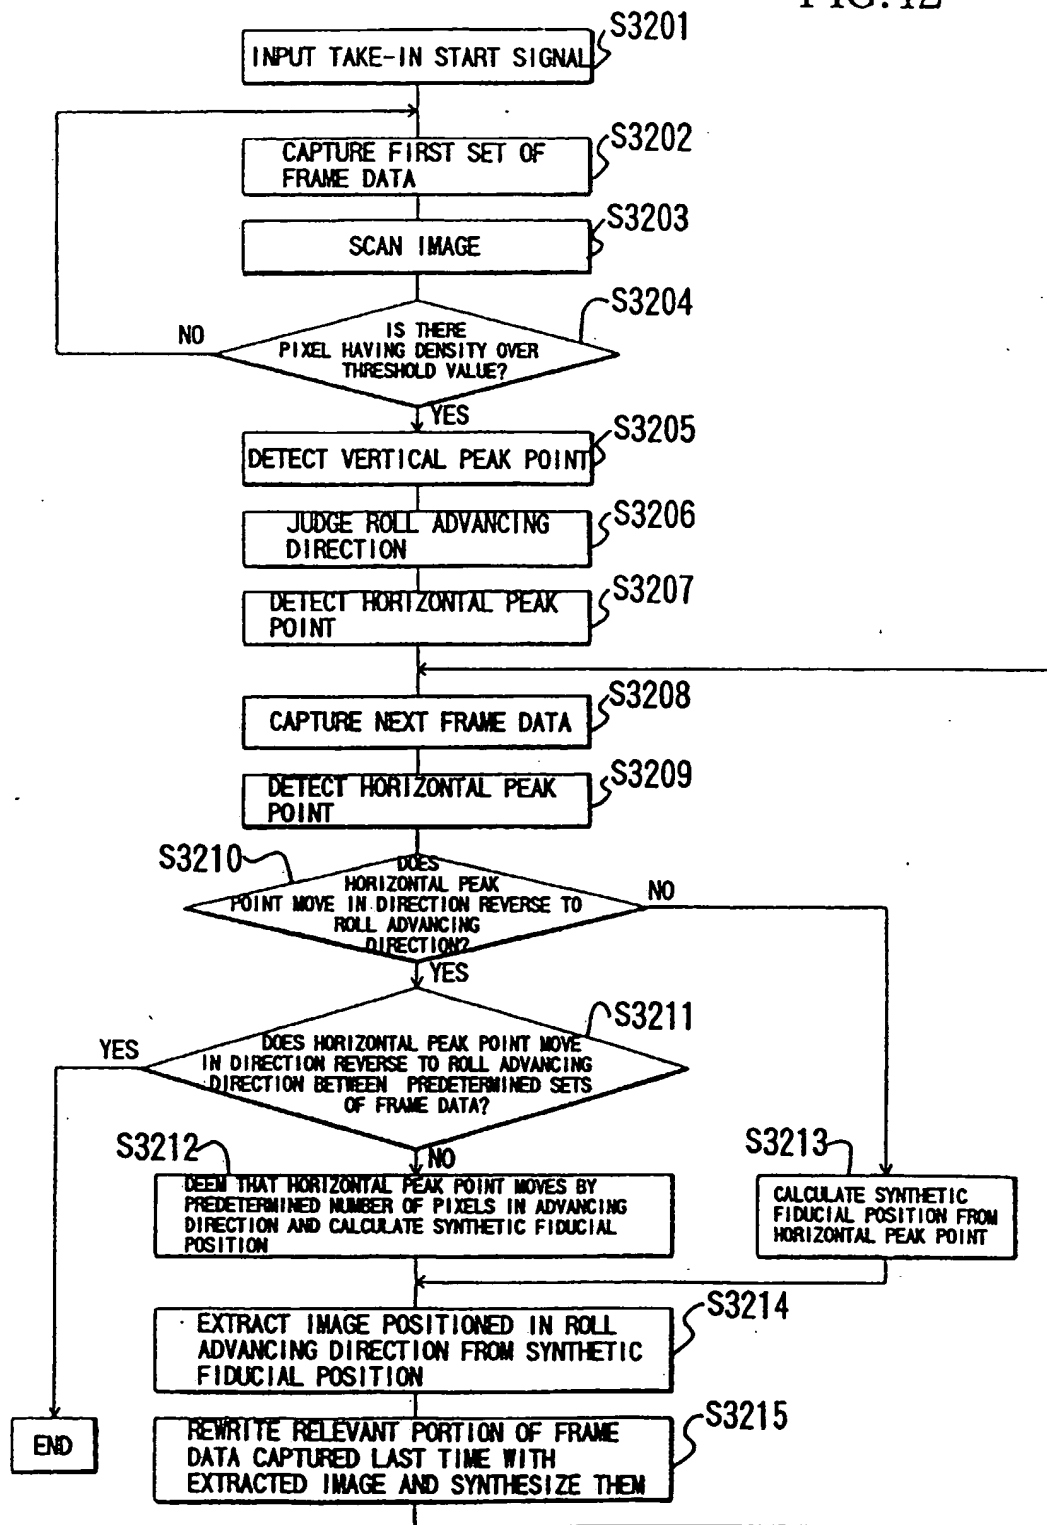 FIG. 12
S3201
INPUT TAKE-IN START SIGNAL
S3202
CAPTURE FIRST SET OF
FRAME DATA
S3203
SCAN IMAGE
S3204
NO
IS THERE
PIXEL HAVING DENSITY OVER
THRESHOLD VALUE?
YES
S3205
DETECT VERTICAL PEAK POINT
S3206
JUDGE ROLL ADVANCING
DIRECTION
S3207
DETECT HORIZONTAL PEAK
POINT
S3208
CAPTURE NEXT FRAME DATA
S3209
DETECT HORIZONTAL PEAK
POINT
S3210
DOES
HORIZONTAL PEAK
POINT MOVE IN DIRECTION REVERSE TO
ROLL ADVANCING
DIRECTION?
NO
YES
S3211
YES
DOES HORIZONTAL PEAK POINT MOVE
IN DIRECTION REVERSE TO ROLL ADVANCING
DIRECTION BETWEEN PREDETERMINED SETS
OF FRAME DATA?
NO
S3212
DEEM THAT HORIZONTAL PEAK POINT MOVES BY
PREDETERMINED NUMBER OF PIXELS IN ADVANCING
DIRECTION AND CALCULATE SYNTHETIC FIDUCIAL
POSITION
S3213
CALCULATE SYNTHETIC
FIDUCIAL POSITION FROM
HORIZONTAL PEAK POINT
S3214
EXTRACT IMAGE POSITIONED IN ROLL
ADVANCING DIRECTION FROM SYNTHETIC
FIDUCIAL POSITION
S3215
REWRITE RELEVANT PORTION OF FRAME
DATA CAPTURED LAST TIME WITH
EXTRACTED IMAGE AND SYNTHESIZE THEM
END